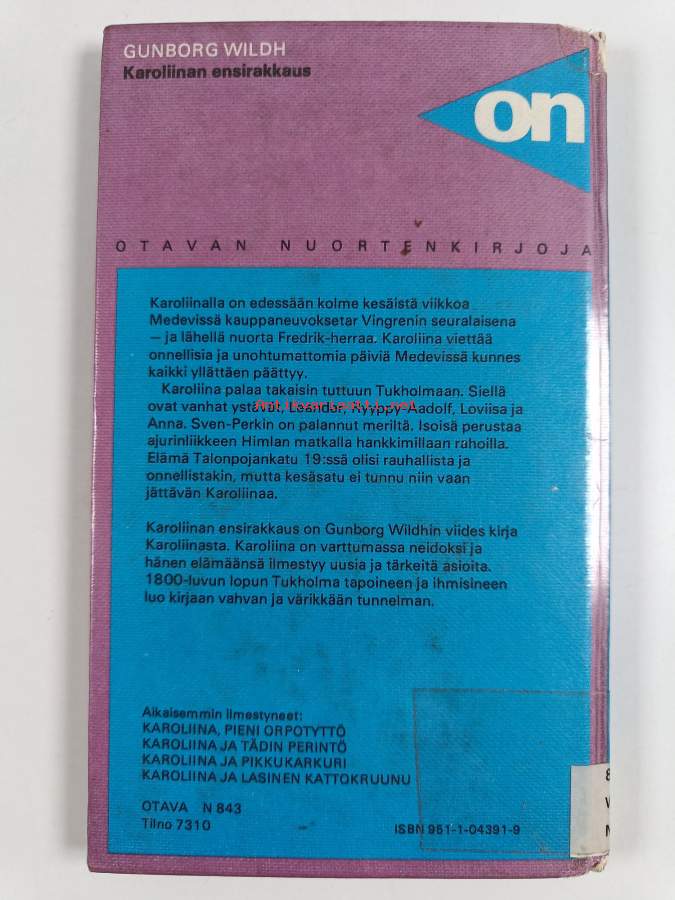 GUNBORG WILDH
Karoliinan ensirakkaus
on
OTAVAN NUORTENKIRJOJA
Karoliinalla on edessään kolme kesäistä viikkoa
Medevissä kauppaneuvoksetar Vingrenin seuralaisena
– ja lähellä nuorta Fredrik-herraa. Karoliina viettää
onnellisia ja unohtumattomia päiviä Medevissä kunnes
kaikki yllättäen päättyy.
Karoliina palaa takaisin tuttuun Tukholmaan. Siellä
ovat vanhat ystävät, Leander, Ryyppy-Aadolf, Loviisa ja
Anna. Sven-Perkin on palannut meriltä. Isoisä perustaa
ajurinliikkeen Himlan matkalla hankkimillaan rahoilla.
Elämä Talonpojankatu 19:ssä olisi rauhallista ja
onnellistakin, mutta kesäsatu ei tunnu niin vaan
jättävän Karoliinaa.
Karoliinan ensirakkaus on Gunborg Wildhin viides kirja
Karoliinasta. Karoliina on varttumassa neidoksi ja
hänen elämäänsä ilmestyy uusia ja tärkeitä asioita.
1800-luvun lopun Tukholma tapoineen ja ihmisineen
luo kirjaan vahvan ja värikkään tunnelman.
Aikaisemmin ilmestyneet:
KAROLIINA, PIENI ORPOTYTTÖ
KAROLIINA JA TÄDIN PERINTÖ
KAROLIINA JA PIKKUKARKURI
KAROLIINA JA LASINEN KATTOKRUUNU
OTAVA N 843
Tilno 7310
ISBN 951-1-04391-9